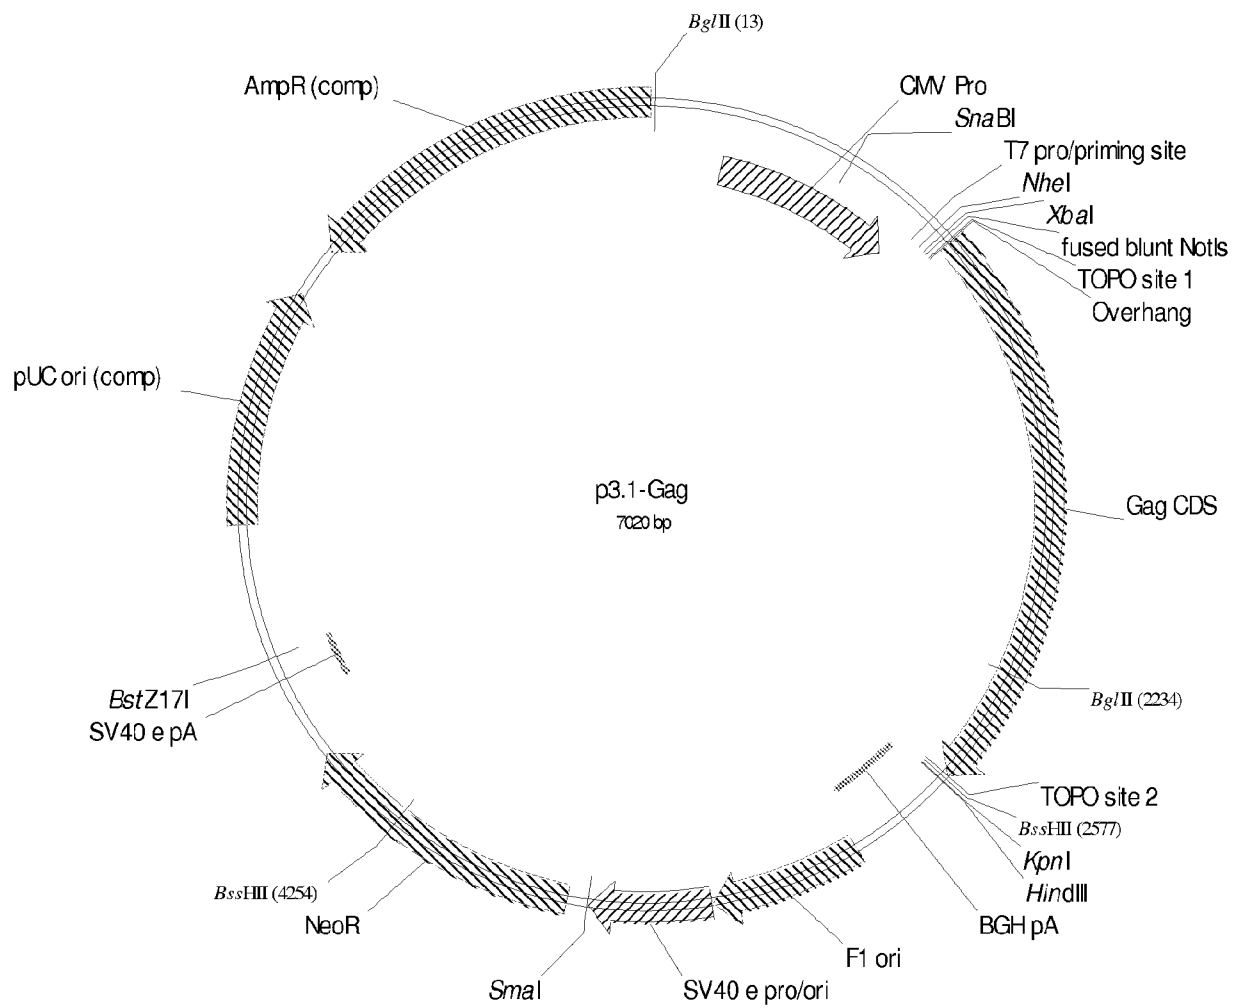 BglII (13)
AmpR (comp)
CMV Pro
SnaBI
T7 pro/priming site
NheI
XbaI
fused blunt NotIs
TOPO site 1
Overhang
pUC ori (comp)
p3.1-Gag
7020 bp
Gag CDS
BglII (2234)
BstZ17I
SV40 e pA
TOPO site 2
BssHII (2577)
KpnI
HindIII
BssHII (4254)
NeoR
BGH pA
F1 ori
SmaI
SV40 e pro/ori